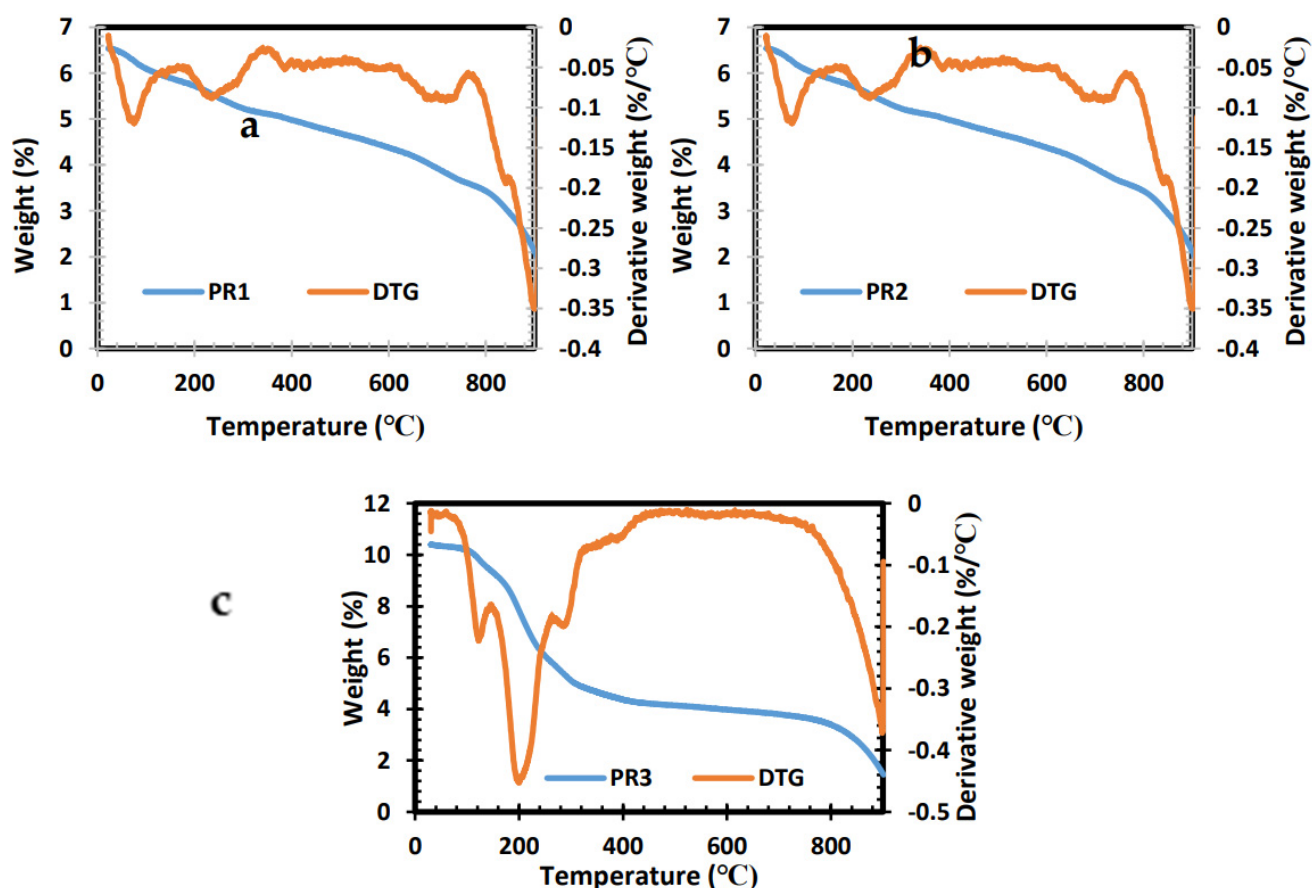 7
6
5
4
3
2
1
0
Weight (%)
0
-0.05
-0.1
-0.15
-0.2
-0.25
-0.3
-0.35
-0.4
Derivative weight (%/°C)
a
PR1
DTG
0 200 400 600 800
Temperature (°C)
7
6
5
4
3
2
1
0
Weight (%)
0
-0.05
-0.1
-0.15
-0.2
-0.25
-0.3
-0.35
-0.4
Derivative weight (%/°C)
b
PR2
DTG
0 200 400 600 800
Temperature (°C)
c
12
10
8
6
4
2
0
Weight (%)
0
-0.1
-0.2
-0.3
-0.4
-0.5
Derivative weight (%/°C)
PR3
DTG
0 200 400 600 800
Temperature (°C)